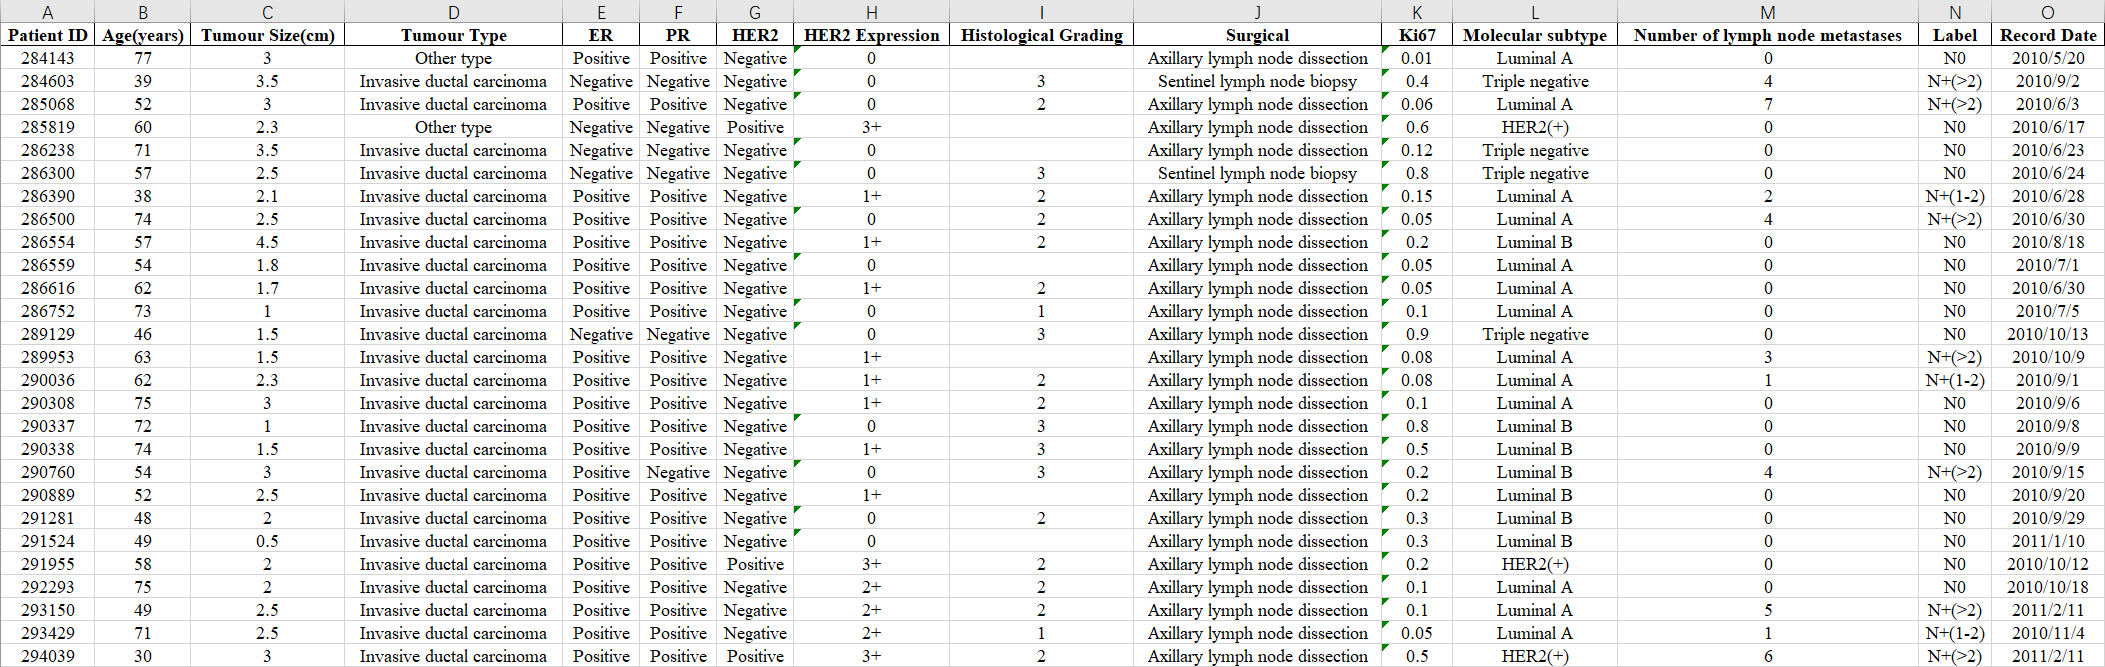 A B C D E F G H I J K L M N O
Patient ID Age(years) Tumour Size(cm) Tumour Type ER PR HER2 HER2 Expression Histological Grading Surgical Ki67 Molecular subtype Number of lymph node metastases Label Record Date
284143 77 3 Other type Positive Positive Negative 0 Axillary lymph node dissection 0.01 Luminal A 0 N0 2010/5/20
284603 39 3.5 Invasive ductal carcinoma Negative Negative Negative 0 3 Sentinel lymph node biopsy 0.4 Triple negative 4 N+(>2) 2010/9/2
285068 52 3 Invasive ductal carcinoma Positive Positive Negative 0 2 Axillary lymph node dissection 0.06 Luminal A 7 N+(>2) 2010/6/3
285819 60 2.3 Other type Negative Negative Positive 3+ Axillary lymph node dissection 0.6 HER2(+) 0 N0 2010/6/17
286238 71 3.5 Invasive ductal carcinoma Negative Negative Negative 0 Axillary lymph node dissection 0.12 Triple negative 0 N0 2010/6/23
286300 57 2.5 Invasive ductal carcinoma Negative Negative Negative 0 3 Sentinel lymph node biopsy 0.8 Triple negative 0 N0 2010/6/24
286390 38 2.1 Invasive ductal carcinoma Positive Positive Negative 1+ 2 Axillary lymph node dissection 0.15 Luminal A 2 N+(1-2) 2010/6/28
286500 74 2.5 Invasive ductal carcinoma Positive Positive Negative 0 2 Axillary lymph node dissection 0.05 Luminal A 4 N+(>2) 2010/6/30
286554 57 4.5 Invasive ductal carcinoma Positive Positive Negative 1+ 2 Axillary lymph node dissection 0.2 Luminal B 0 N0 2010/8/18
286559 54 1.8 Invasive ductal carcinoma Positive Positive Negative 0 Axillary lymph node dissection 0.05 Luminal A 0 N0 2010/7/1
286616 62 1.7 Invasive ductal carcinoma Positive Positive Negative 1+ 2 Axillary lymph node dissection 0.05 Luminal A 0 N0 2010/6/30
286752 73 1 Invasive ductal carcinoma Positive Positive Negative 0 1 Axillary lymph node dissection 0.1 Luminal A 0 N0 2010/7/5
289129 46 1.5 Invasive ductal carcinoma Negative Negative Negative 0 3 Axillary lymph node dissection 0.9 Triple negative 0 N0 2010/10/13
289953 63 1.5 Invasive ductal carcinoma Positive Positive Negative 1+ Axillary lymph node dissection 0.08 Luminal A 3 N+(>2) 2010/10/9
290036 62 2.3 Invasive ductal carcinoma Positive Positive Negative 1+ 2 Axillary lymph node dissection 0.08 Luminal A 1 N+(1-2) 2010/9/1
290308 75 3 Invasive ductal carcinoma Positive Positive Negative 1+ 2 Axillary lymph node dissection 0.1 Luminal A 0 N0 2010/9/6
290337 72 1 Invasive ductal carcinoma Positive Positive Negative 0 3 Axillary lymph node dissection 0.8 Luminal B 0 N0 2010/9/8
290338 74 1.5 Invasive ductal carcinoma Positive Positive Negative 1+ 3 Axillary lymph node dissection 0.5 Luminal B 0 N0 2010/9/9
290760 54 3 Invasive ductal carcinoma Positive Negative Negative 0 3 Axillary lymph node dissection 0.2 Luminal B 4 N+(>2) 2010/9/15
290889 52 2.5 Invasive ductal carcinoma Positive Positive Negative 1+ Axillary lymph node dissection 0.2 Luminal B 0 N0 2010/9/20
291281 48 2 Invasive ductal carcinoma Positive Positive Negative 0 2 Axillary lymph node dissection 0.3 Luminal B 0 N0 2010/9/29
291524 49 0.5 Invasive ductal carcinoma Positive Positive Negative 0 Axillary lymph node dissection 0.3 Luminal B 0 N0 2011/1/10
291955 58 2 Invasive ductal carcinoma Positive Positive Positive 3+ 2 Axillary lymph node dissection 0.2 HER2(+) 0 N0 2010/10/12
292293 75 2 Invasive ductal carcinoma Positive Positive Negative 2+ 2 Axillary lymph node dissection 0.1 Luminal A 0 N0 2010/10/18
293150 49 2.5 Invasive ductal carcinoma Positive Positive Negative 2+ 2 Axillary lymph node dissection 0.1 Luminal A 5 N+(>2) 2011/2/11
293429 71 2.5 Invasive ductal carcinoma Positive Positive Negative 2+ 1 Axillary lymph node dissection 0.05 Luminal A 1 N+(1-2) 2010/11/4
294039 30 3 Invasive ductal carcinoma Positive Positive Positive 3+ 2 Axillary lymph node dissection 0.5 HER2(+) 6 N+(>2) 2011/2/11